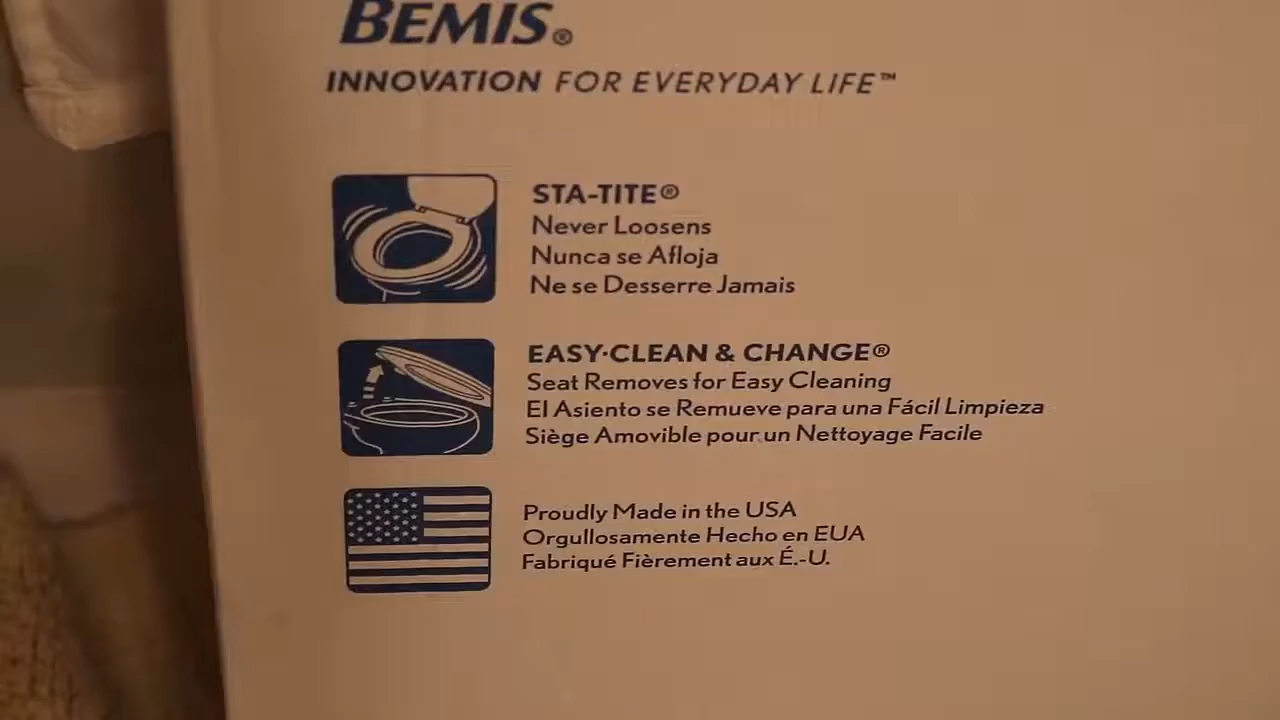 BEMIS®
INNOVATION FOR EVERYDAY LIFE™
STA-TITE®
Never Loosens
Nunca se Afloja
Ne se Desserre Jamais
EASY·CLEAN & CHANGE®
Seat Removes for Easy Cleaning
El Asiento se Remueve para una Fácil Limpieza
Siège Amovible pour un Nettoyage Facile
Proudly Made in the USA
Orgullosamente Hecho en EUA
Fabriqué Fièrement aux É.-U.